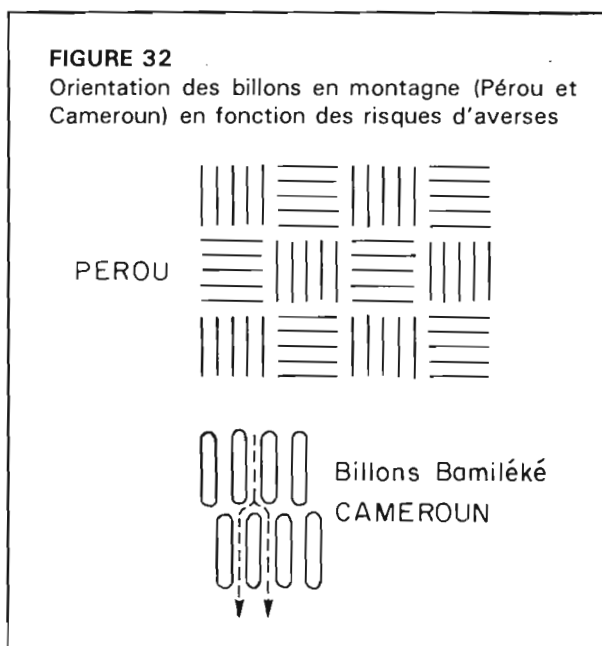 FIGURE 32
Orientation des billons en montagne (Pérou et
Cameroun) en fonction des risques d'averses
PEROU
Billons Bamiléké
CAMEROUN